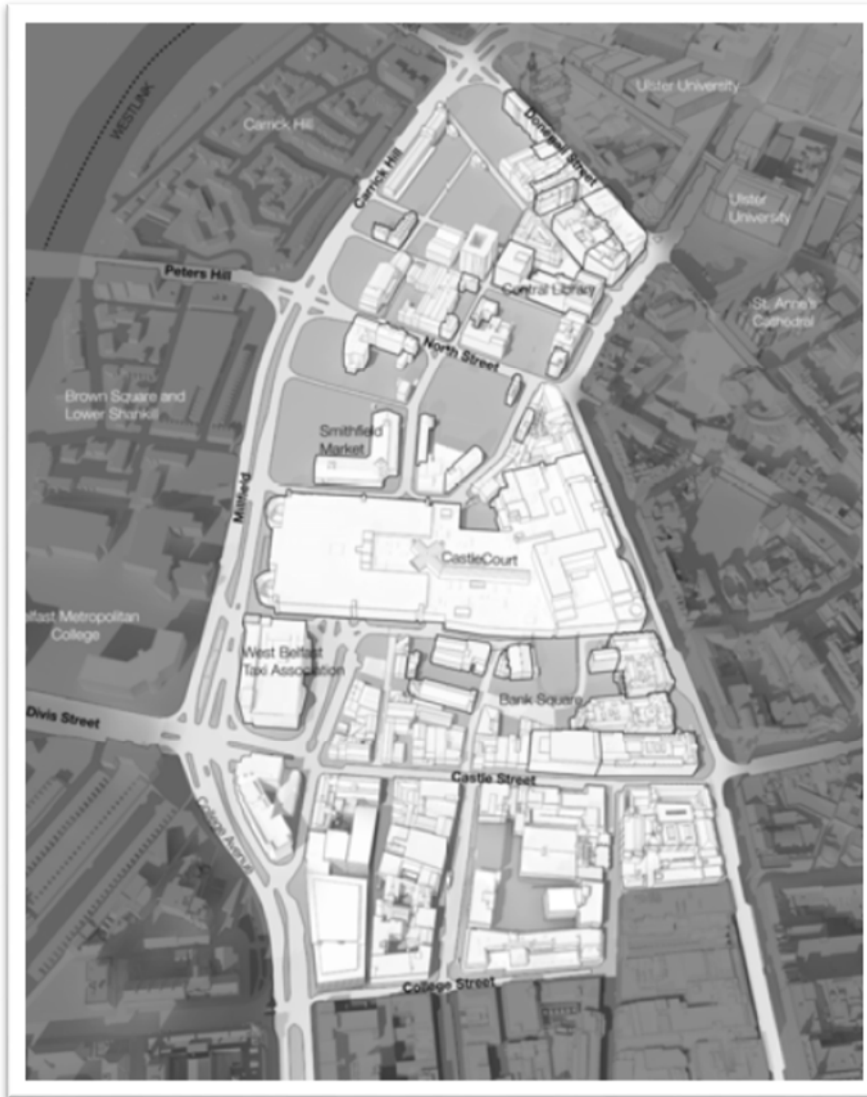 Ulster University
WESTLINK
Carrick Hill
Donegall Street
Carrick Hill
Ulster
University
Peters Hill
Central Library
St. Anne's
Cathedral
North Street
Brown Square and
Lower Shankill
Smithfield
Market
Millfield
CastleCourt
elfast Metropolitan
College
West Belfast
Taxi Association
Bank Square
Divis Street
Castle Street
College Avenue
College Street